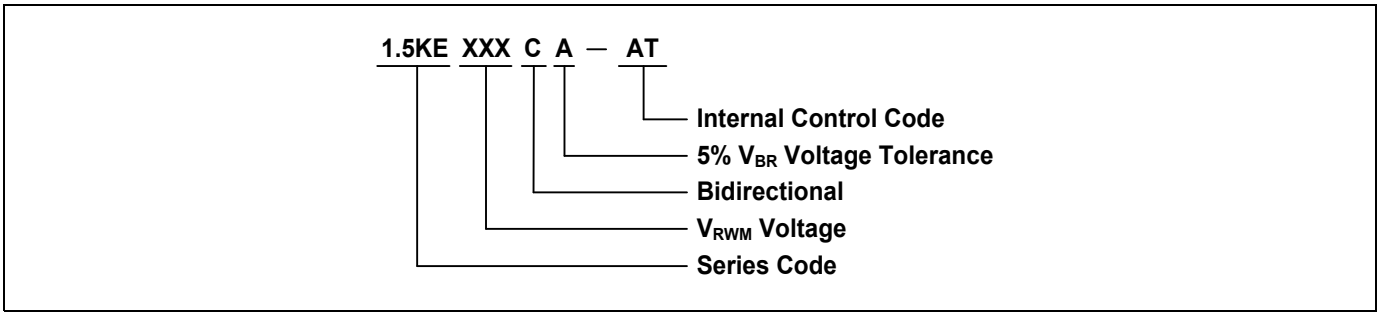 1.5KE XXX C A — AT
Internal Control Code
5% VBR Voltage Tolerance
Bidirectional
VRWM Voltage
Series Code